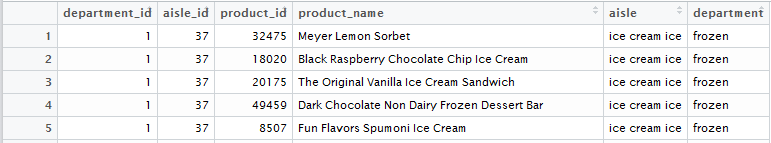 department_id aisle_id product_id product_name aisle department
1 1 37 32475 Meyer Lemon Sorbet ice cream ice frozen
2 1 37 18020 Black Raspberry Chocolate Chip Ice Cream ice cream ice frozen
3 1 37 20175 The Original Vanilla Ice Cream Sandwich ice cream ice frozen
4 1 37 49459 Dark Chocolate Non Dairy Frozen Dessert Bar ice cream ice frozen
5 1 37 8507 Fun Flavors Spumoni Ice Cream ice cream ice frozen